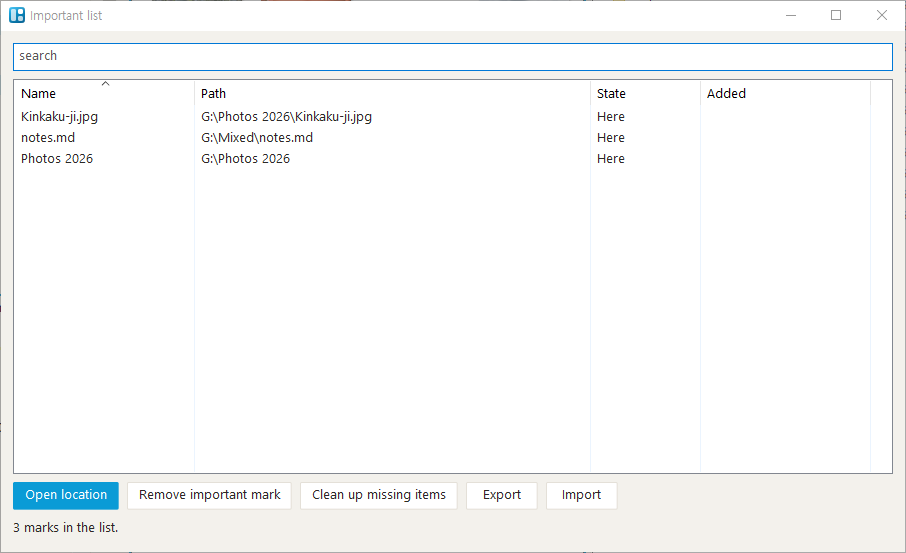 Important list
search
Name Path State Added
Kinkaku-ji.jpg G:\Photos 2026\Kinkaku-ji.jpg Here
notes.md G:\Mixed\notes.md Here
Photos 2026 G:\Photos 2026 Here
Open location Remove important mark Clean up missing items Export Import
3 marks in the list.